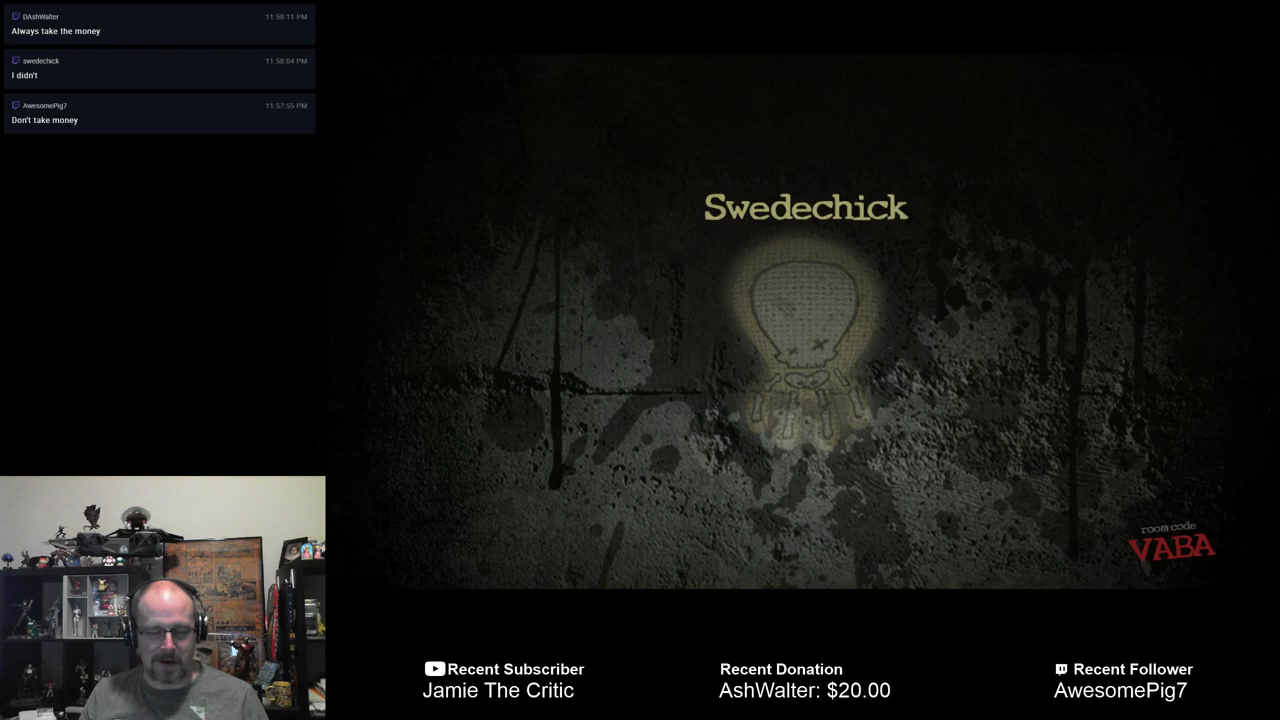 DAshWalter 11:58:11 PM
Always take the money
swedechick 11:58:04 PM
I didn't
AwesomePig7 11:57:55 PM
Don't take money
Swedechick
room code
VABA
Recent Subscriber
Jamie The Critic
Recent Donation
AshWalter: $20.00
Recent Follower
AwesomePig7